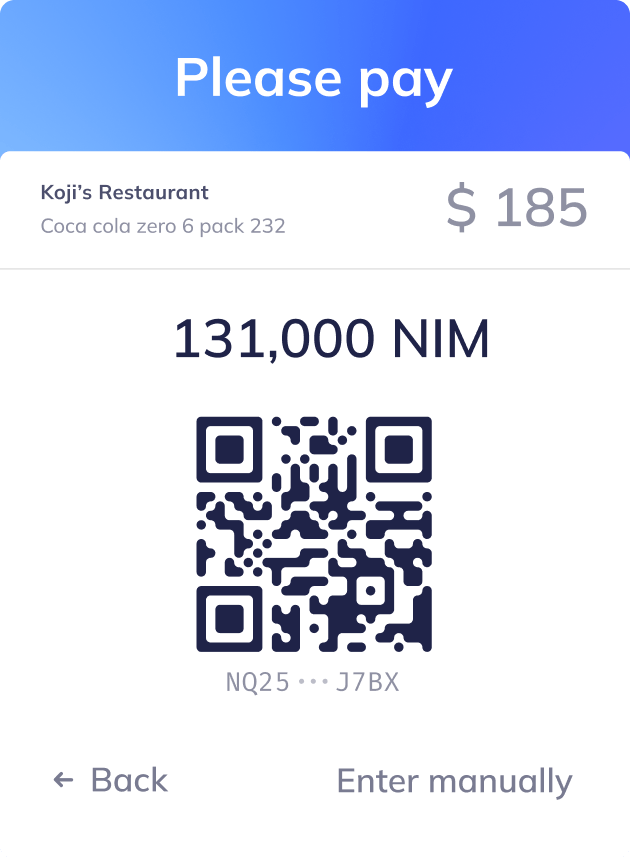 Please pay
Koji’s Restaurant
$ 185
Coca cola zero 6 pack 232
131,000 NIM
NQ25 ··· J7BX
← Back
Enter manually